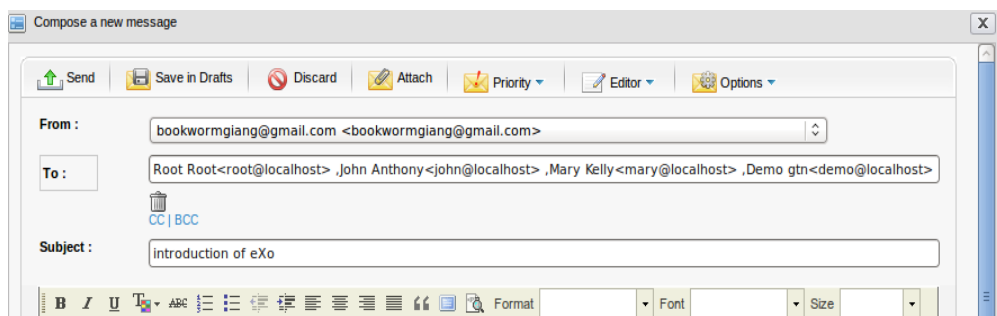 Compose a new message X
Send Save in Drafts Discard Attach Priority Editor Options
From : bookwormgiang@gmail.com <bookwormgiang@gmail.com>
To : Root Root<root@localhost> ,John Anthony<john@localhost> ,Mary Kelly<mary@localhost> ,Demo gtn<demo@localhost>
CC | BCC
Subject : introduction of eXo
B I U T ABC Format Font Size